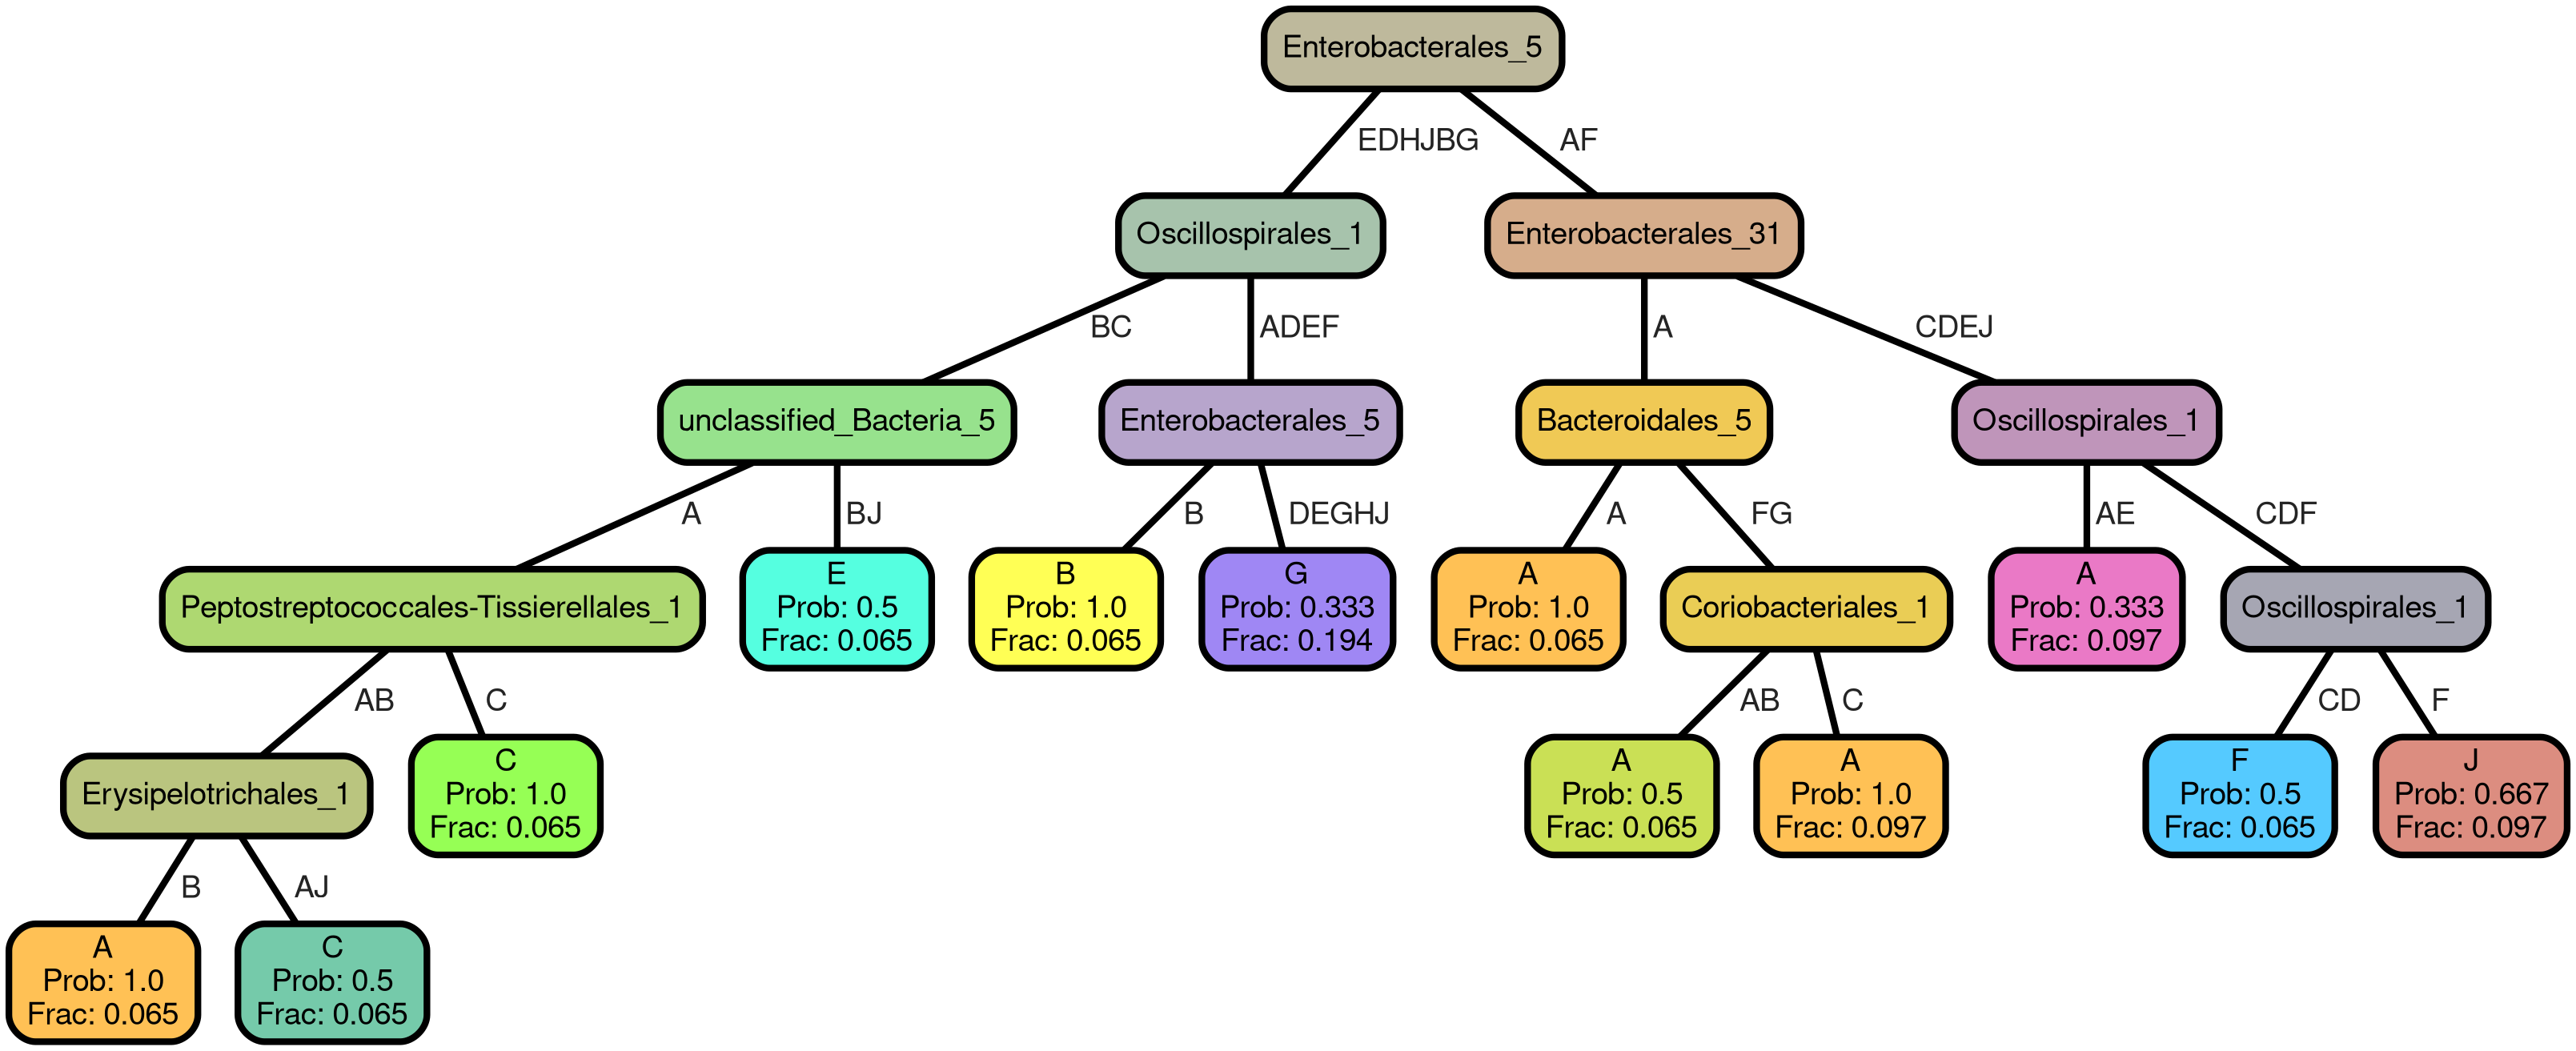 Enterobacterales_5
EDHJBG
AF
Oscillospirales_1
Enterobacterales_31
BC
ADEF
A
CDEJ
unclassified_Bacteria_5
Enterobacterales_5
Bacteroidales_5
Oscillospirales_1
A
BJ
B
DEGHJ
A
FG
AE
CDF
Peptostreptococcales-Tissierellales_1
E
Prob: 0.5
Frac: 0.065
B
Prob: 1.0
Frac: 0.065
G
Prob: 0.333
Frac: 0.194
A
Prob: 1.0
Frac: 0.065
Coriobacteriales_1
A
Prob: 0.333
Frac: 0.097
Oscillospirales_1
AB
C
AB
C
CD
F
Erysipelotrichales_1
C
Prob: 1.0
Frac: 0.065
A
Prob: 0.5
Frac: 0.065
A
Prob: 1.0
Frac: 0.097
F
Prob: 0.5
Frac: 0.065
J
Prob: 0.667
Frac: 0.097
B
AJ
A
Prob: 1.0
Frac: 0.065
C
Prob: 0.5
Frac: 0.065